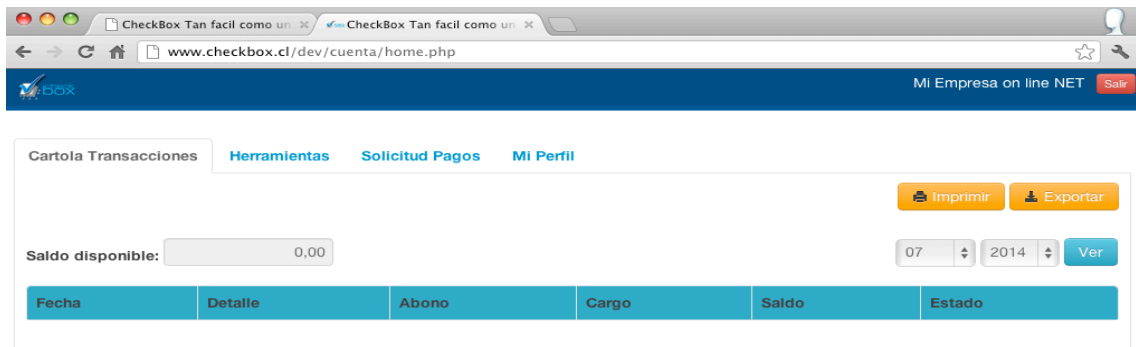 CheckBox Tan facil como un
CheckBox Tan facil como un
www.checkbox.cl/dev/cuenta/home.php
BOX
Mi Empresa on line NET
Salir
Cartola Transacciones
Herramientas
Solicitud Pagos
Mi Perfil
Imprimir
Exportar
Saldo disponible:
0,00
07
2014
Ver
Fecha
Detalle
Abono
Cargo
Saldo
Estado